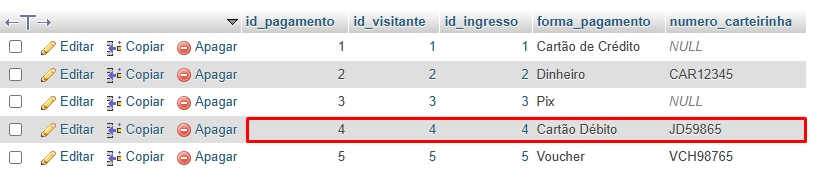 id_pagamento id_visitante id_ingresso forma_pagamento numero_carteirinha
Editar Copiar Apagar 1 1 1 Cartão de Crédito NULL
Editar Copiar Apagar 2 2 2 Dinheiro CAR12345
Editar Copiar Apagar 3 3 3 Pix NULL
Editar Copiar Apagar 4 4 4 Cartão Débito JD59865
Editar Copiar Apagar 5 5 5 Voucher VCH98765